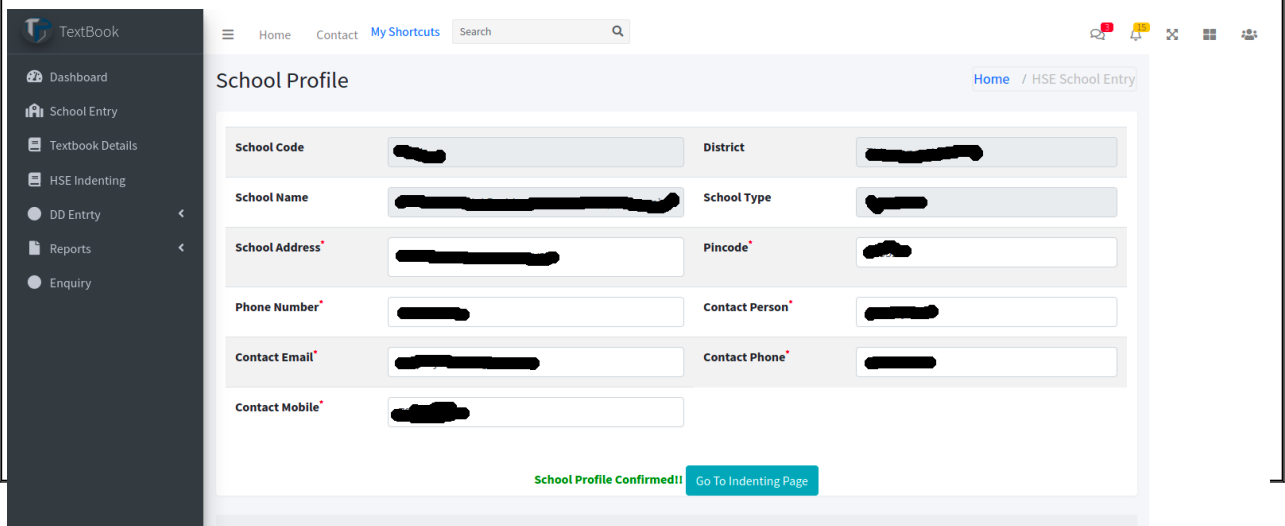 TextBook
Home Contact My Shortcuts Search 3 15
Dashboard
School Entry
Textbook Details
HSE Indenting
DD Entrty
Reports
Enquiry
School Profile
Home / HSE School Entry
School Code District
School Name School Type
School Address* Pincode*
Phone Number* Contact Person*
Contact Email* Contact Phone*
Contact Mobile*
School Profile Confirmed!! Go To Indenting Page